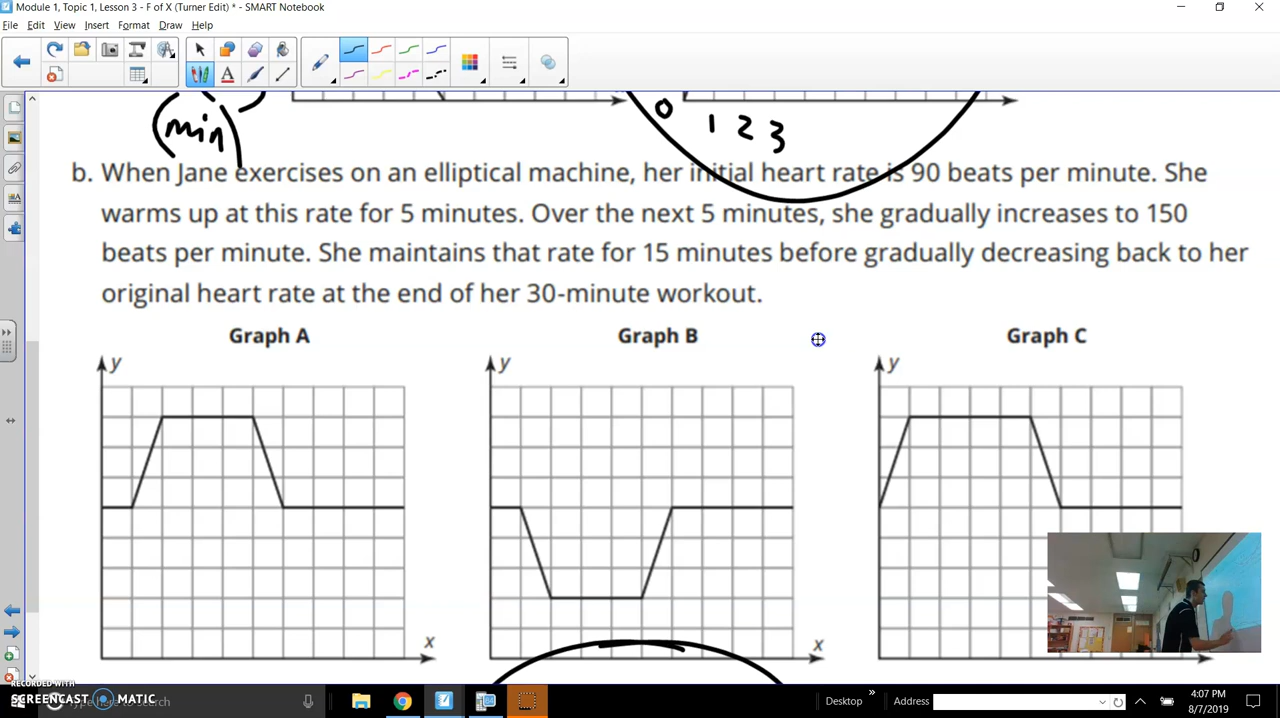 Module 1, Topic 1, Lesson 3 - F of X (Turner Edit) * - SMART Notebook
File Edit View Insert Format Draw Help
(min)
0 1 2 3
b. When Jane exercises on an elliptical machine, her initial heart rate is 90 beats per minute. She
warms up at this rate for 5 minutes. Over the next 5 minutes, she gradually increases to 150
beats per minute. She maintains that rate for 15 minutes before gradually decreasing back to her
original heart rate at the end of her 30-minute workout.
Graph A Graph B Graph C
y y y
x x
RECORDED WITH
SCREENCAST MATIC
Type here to search
Desktop » Address
4:07 PM
8/7/2019